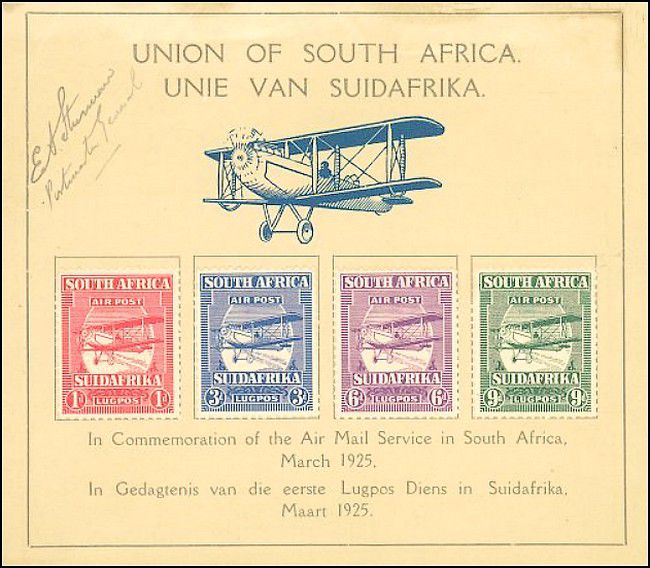 UNION OF SOUTH AFRICA.
UNIE VAN SUIDAFRIKA.
Postmaster General
SOUTH AFRICA
AIR POST
SUIDAFRIKA
1D LUGPOS 1D
SOUTH AFRICA
AIR POST
SUIDAFRIKA
3D LUGPOS 3D
SOUTH AFRICA
AIR POST
SUIDAFRIKA
6D LUGPOS 6D
SOUTH AFRICA
AIR POST
SUIDAFRIKA
9D LUGPOS 9D
In Commemoration of the Air Mail Service in South Africa,
March 1925.
In Gedagtenis van die eerste Lugpos Diens in Suidafrika,
Maart 1925.